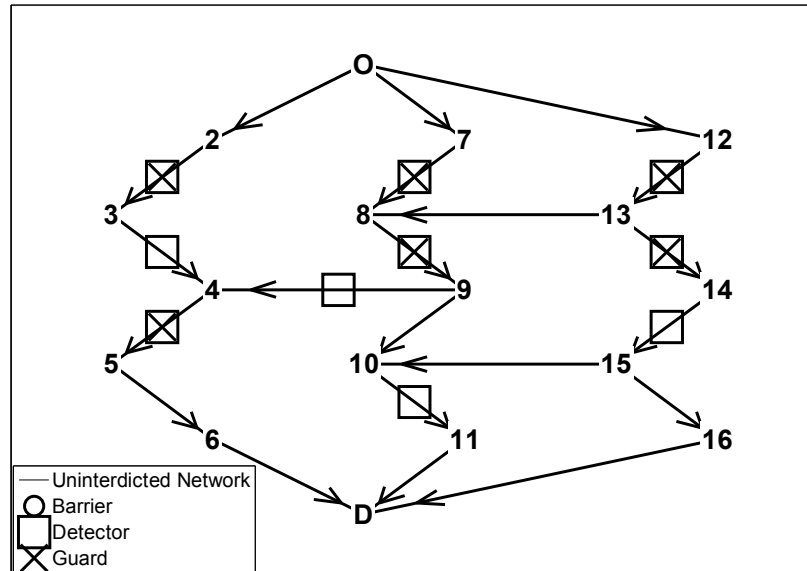 O
2 7 12
3 8 13
4 9 14
5 10 15
6 11 16
D
Uninterdicted Network
Barrier
Detector
Guard